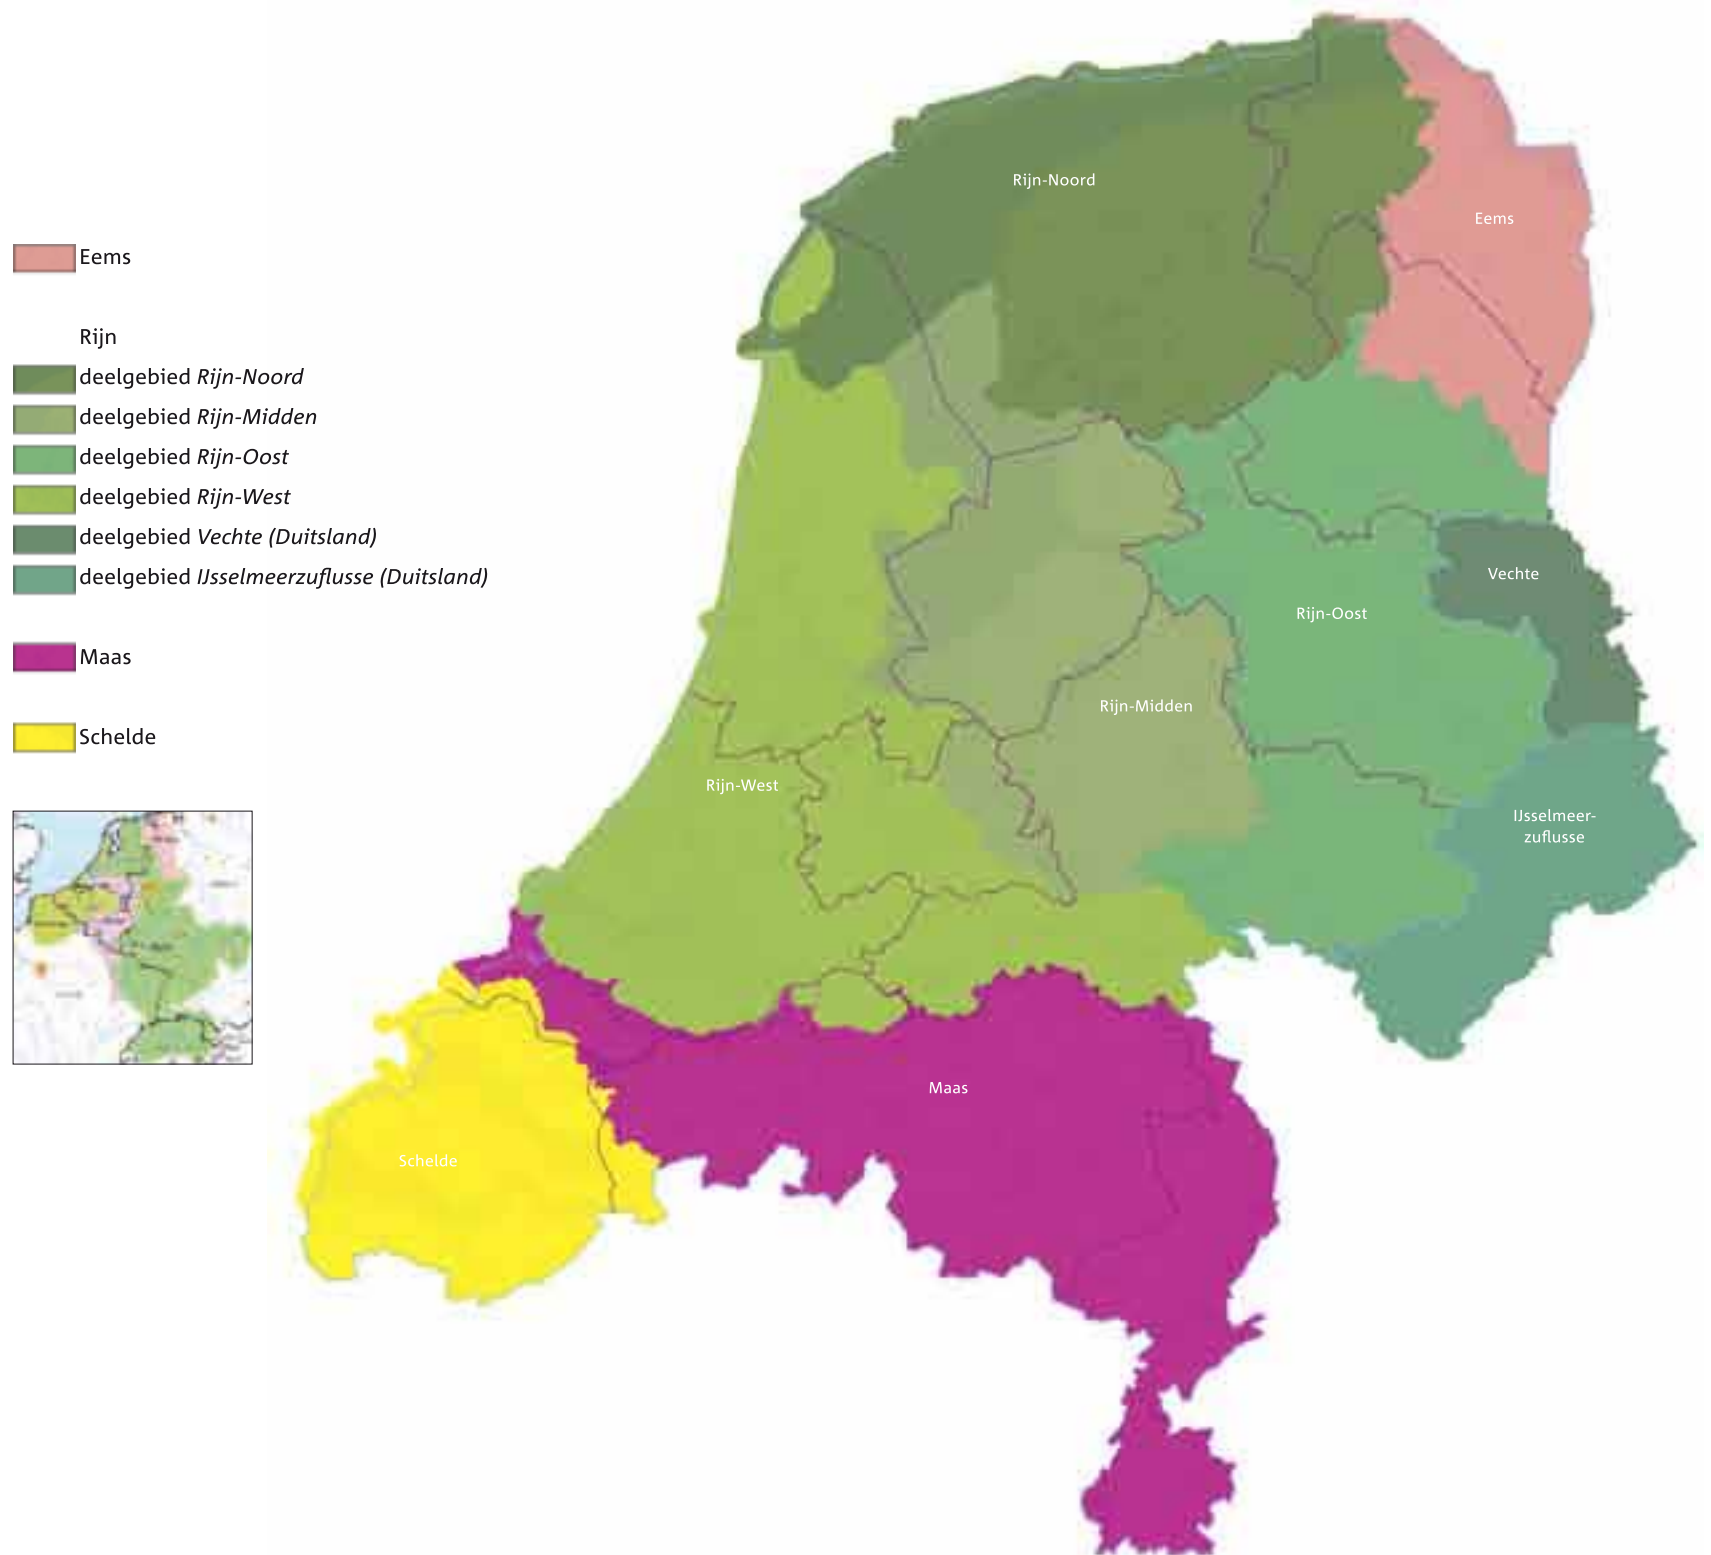 Eems
Rijn
deelgebied Rijn-Noord
deelgebied Rijn-Midden
deelgebied Rijn-Oost
deelgebied Rijn-West
deelgebied Vechte (Duitsland)
deelgebied IJsselmeerzuflusse (Duitsland)
Maas
Schelde
Rijn-Noord
Eems
Vechte
Rijn-Oost
Rijn-Midden
Rijn-West
IJsselmeer-
zuflusse
Maas
Schelde